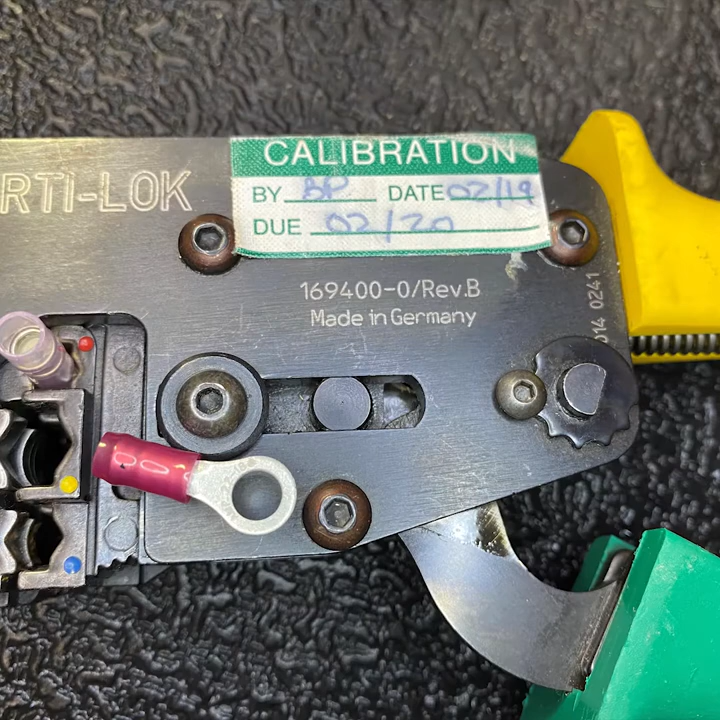 CALIBRATION
BY BP DATE 02/19
DUE 02/20
RTI-LOK
169400-0/Rev.B
Made in Germany
014 0241